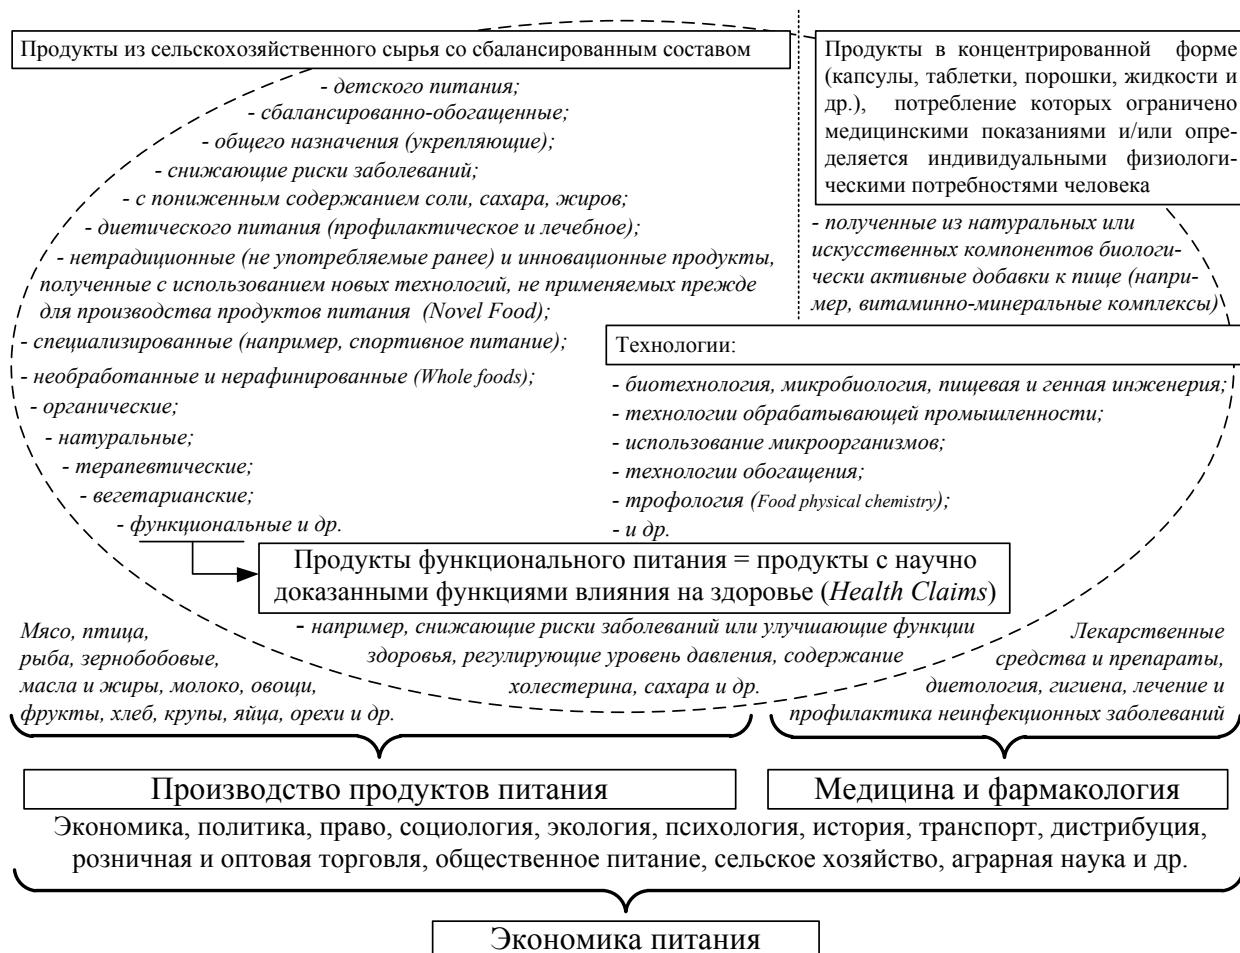 Продукты из сельскохозяйственного сырья со сбалансированным составом
- детского питания;
- сбалансированно-обогащенные;
- общего назначения (укрепляющие);
- снижающие риски заболеваний;
- с пониженным содержанием соли, сахара, жиров;
- диетического питания (профилактическое и лечебное);
- нетрадиционные (не употребляемые ранее) и инновационные продукты,
полученные с использованием новых технологий, не применяемых прежде
для производства продуктов питания (Novel Food);
- специализированные (например, спортивное питание);
- необработанные и нерафинированные (Whole foods);
- органические;
- натуральные;
- терапевтические;
- вегетарианские;
- функциональные и др.
Продукты в концентрированной форме
(капсулы, таблетки, порошки, жидкости и
др.), потребление которых ограничено
медицинскими показаниями и/или опре-
деляется индивидуальными физиологи-
ческими потребностями человека
- полученные из натуральных или
искусственных компонентов биологи-
чески активные добавки к пище (напри-
мер, витаминно-минеральные комплексы)
Технологии:
- биотехнология, микробиология, пищевая и генная инженерия;
- технологии обрабатывающей промышленности;
- использование микроорганизмов;
- технологии обогащения;
- трофология (Food physical chemistry);
- и др.
Продукты функционального питания = продукты с научно
доказанными функциями влияния на здоровье (Health Claims)
- например, снижающие риски заболеваний или улучшающие функции
здоровья, регулирующие уровень давления, содержание
холестерина, сахара и др.
Мясо, птица,
рыба, зернобобовые,
масла и жиры, молоко, овощи,
фрукты, хлеб, крупы, яйца, орехи и др.
Лекарственные
средства и препараты,
диетология, гигиена, лечение и
профилактика неинфекционных заболеваний
Производство продуктов питания
Медицина и фармакология
Экономика, политика, право, социология, экология, психология, история, транспорт, дистрибуция,
розничная и оптовая торговля, общественное питание, сельское хозяйство, аграрная наука и др.
Экономика питания